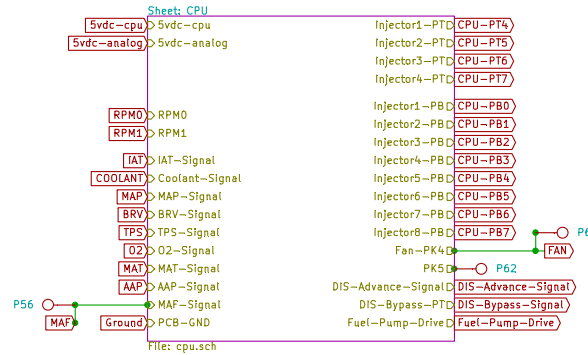 Sheet: CPU
5vdc-cpu 5vdc-cpu Injector1-PT CPU-PT4
5vdc-analog 5vdc-analog Injector2-PT CPU-PT5
Injector3-PT CPU-PT6
Injector4-PT CPU-PT7
Injector1-PB CPU-PB0
RPM0 RPM0 Injector2-PB CPU-PB1
RPM1 RPM1 Injector3-PB CPU-PB2
IAT IAT-Signal Injector4-PB CPU-PB3
COOLANT Coolant-Signal Injector5-PB CPU-PB4
MAP MAP-Signal Injector6-PB CPU-PB5
BRV BRV-Signal Injector7-PB CPU-PB6
TPS TPS-Signal Injector8-PB CPU-PB7
O2 O2-Signal Fan-PK4 FAN
MAT MAT-Signal PK5 P62
AAP AAP-Signal DIS-Advance-Signal DIS-Advance-Signal
P56 MAF-Signal DIS-Bypass-PT DIS-Bypass-Signal
MAF Ground PCB-GND Fuel-Pump-Drive Fuel-Pump-Drive
File: cpu.sch